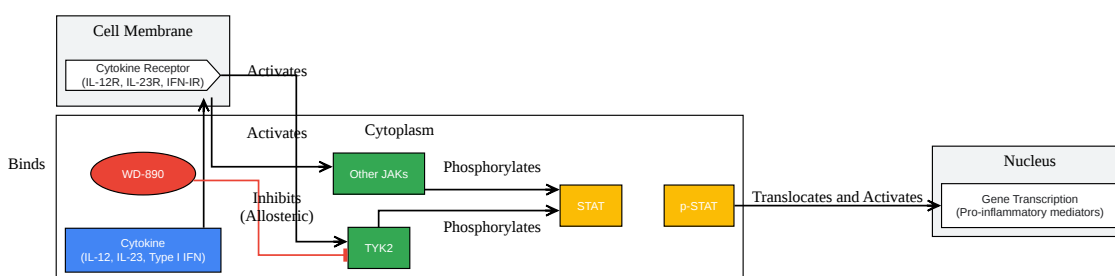 Cell Membrane
Cytokine Receptor
(IL-12R, IL-23R, IFN-IR)
Activates
Activates
Cytoplasm
Binds
WD-890
Other JAKs
Phosphorylates
Inhibits
(Allosteric)
STAT
p-STAT
Translocates and Activates
Nucleus
Gene Transcription
(Pro-inflammatory mediators)
Phosphorylates
Cytokine
(IL-12, IL-23, Type I IFN)
TYK2